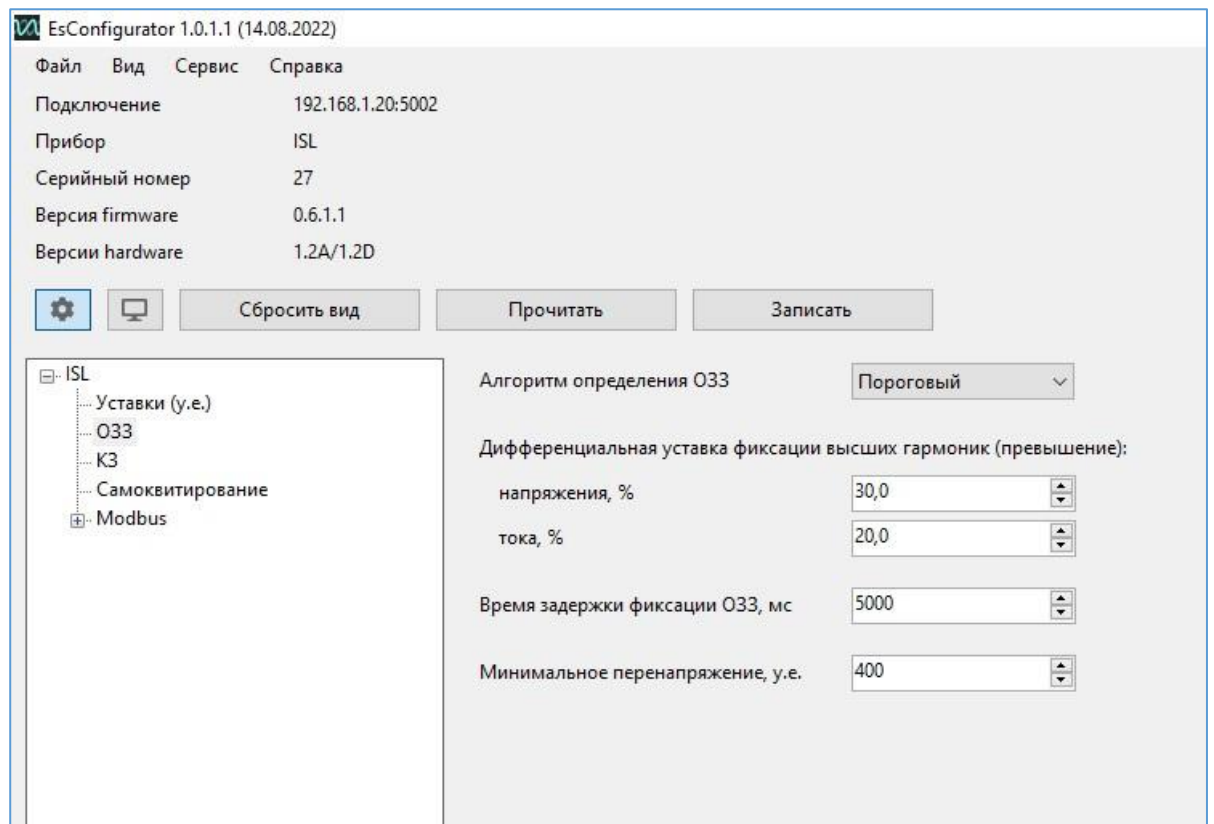 EsConfigurator 1.0.1.1 (14.08.2022)
Файл Вид Сервис Справка
Подключение 192.168.1.20:5002
Прибор ISL
Серийный номер 27
Версия firmware 0.6.1.1
Версии hardware 1.2A/1.2D
Сбросить вид Прочитать Записать
ISL
Уставки (у.е.)
ОЗЗ
КЗ
Самоквитирование
Modbus
Алгоритм определения ОЗЗ Пороговый
Дифференциальная уставка фиксации высших гармоник (превышение):
напряжения, % 30,0
тока, % 20,0
Время задержки фиксации ОЗЗ, мс 5000
Минимальное перенапряжение, у.е. 400